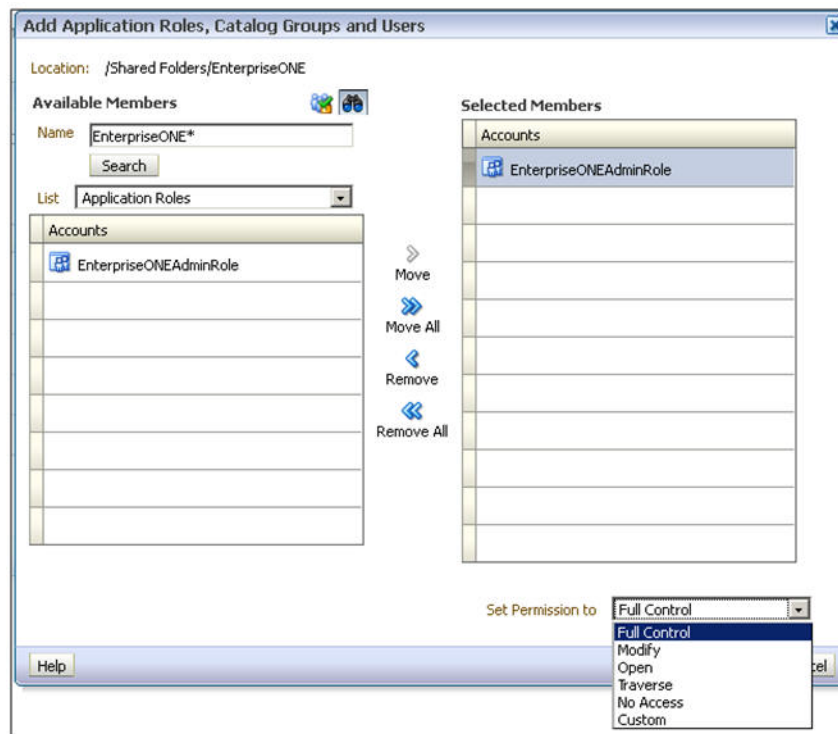 Add Application Roles, Catalog Groups and Users
Location: /Shared Folders/EnterpriseONE
Available Members
Name EnterpriseONE*
Search
List Application Roles
Accounts
EnterpriseONEAdminRole
Move
Move All
Remove
Remove All
Selected Members
Accounts
EnterpriseONEAdminRole
Set Permission to Full Control
Full Control
Modify
Open
Traverse
No Access
Custom
Help